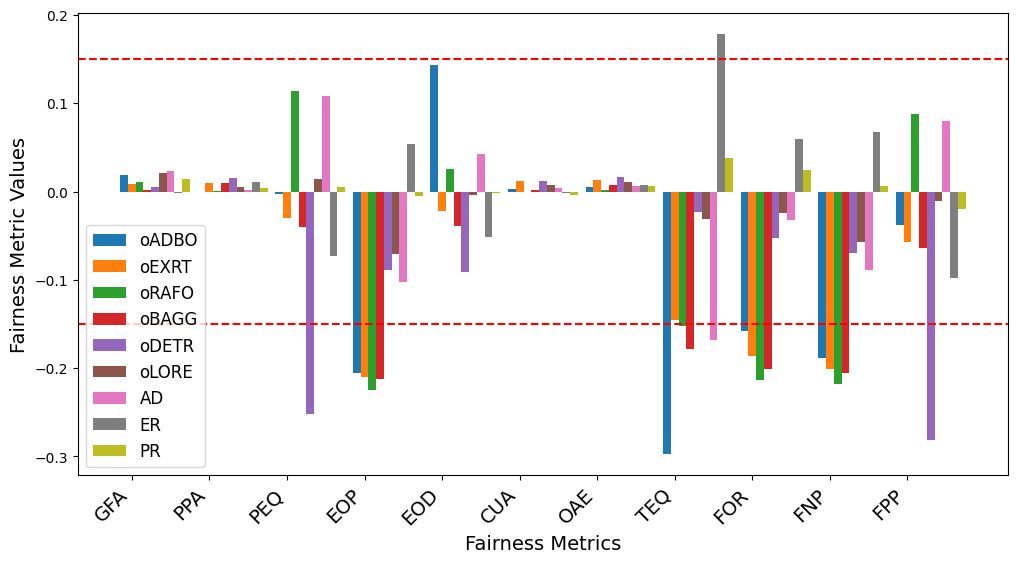 0.2
0.1
0.0
−0.1
−0.2
−0.3
Fairness Metric Values
oADBO
oEXRT
oRAFO
oBAGG
oDETR
oLORE
AD
ER
PR
GFA
PPA
PEQ
EOP
EOD
CUA
OAE
TEQ
FOR
FNP
FPP
Fairness Metrics